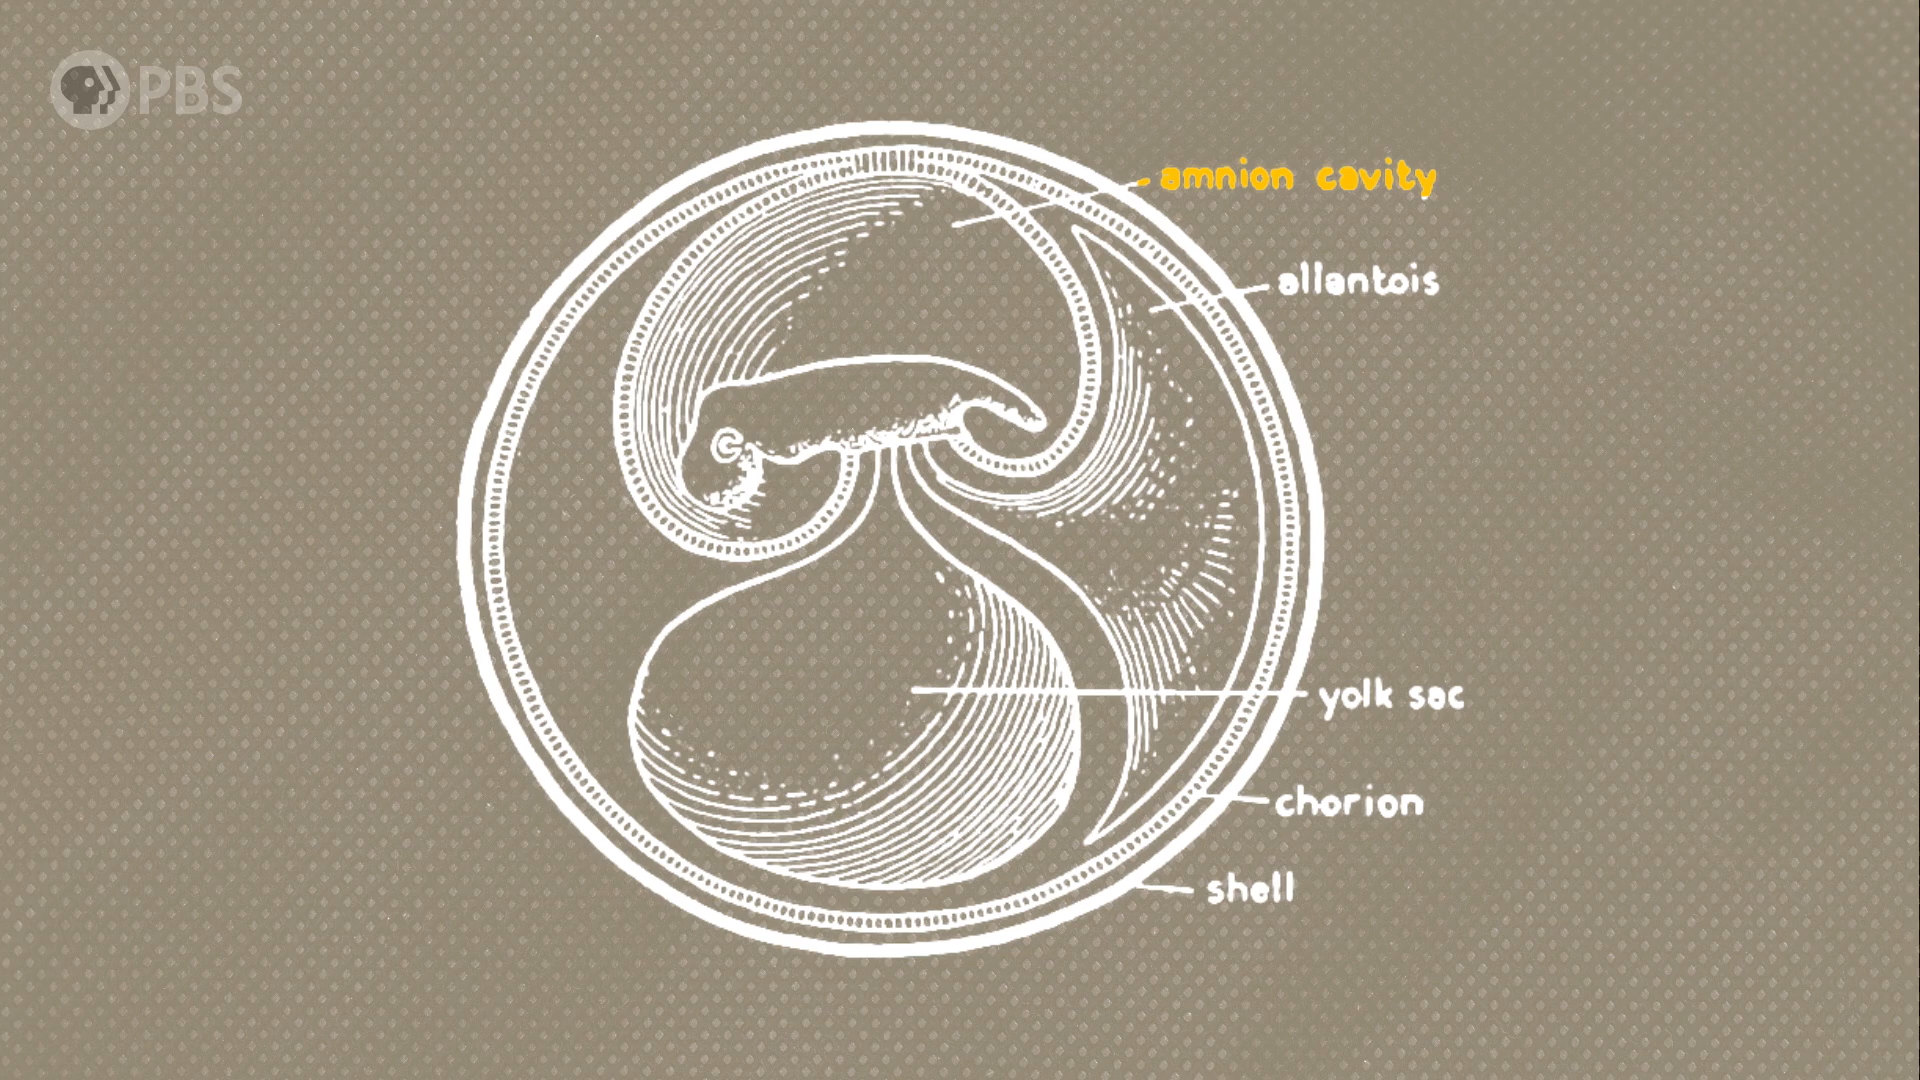 PBS
amnion cavity
allantois
yolk sac
chorion
shell